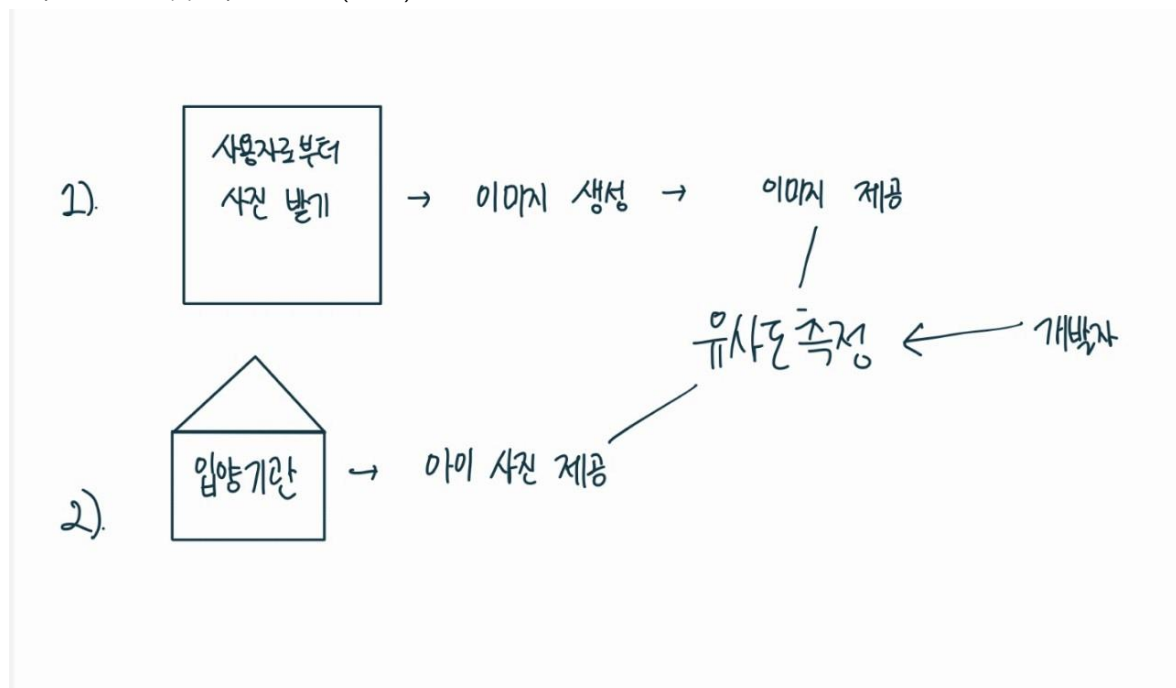 1).
사용자로부터
사진 받기
→ 이미지 생성 → 이미지 제공
유사도 측정 ← 개발자
2).
입양기관
→ 아이 사진 제공